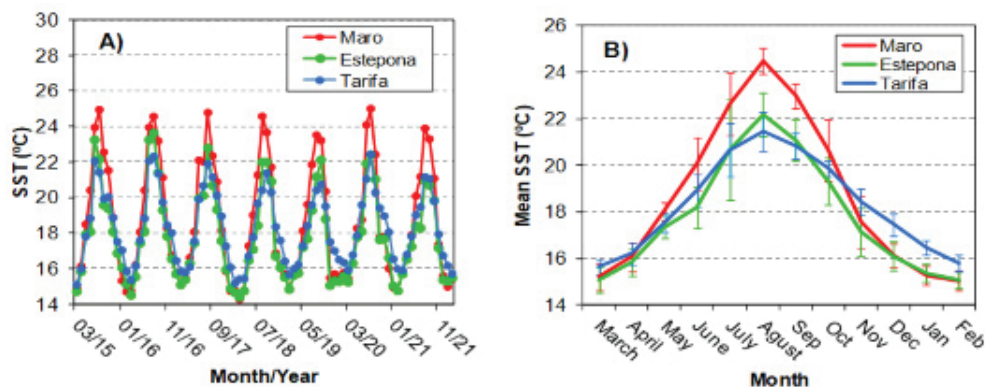 A)
Maro
Estepona
Tarifa
SST (ºC)
30
28
26
24
22
20
18
16
14
03/15
01/16
11/16
09/17
07/18
05/19
03/20
01/21
11/21
Month/Year
B)
Maro
Estepona
Tarifa
Mean SST (ºC)
26
24
22
20
18
16
14
March
April
May
June
July
Agust
Sep
Oct
Nov
Dec
Jan
Feb
Month